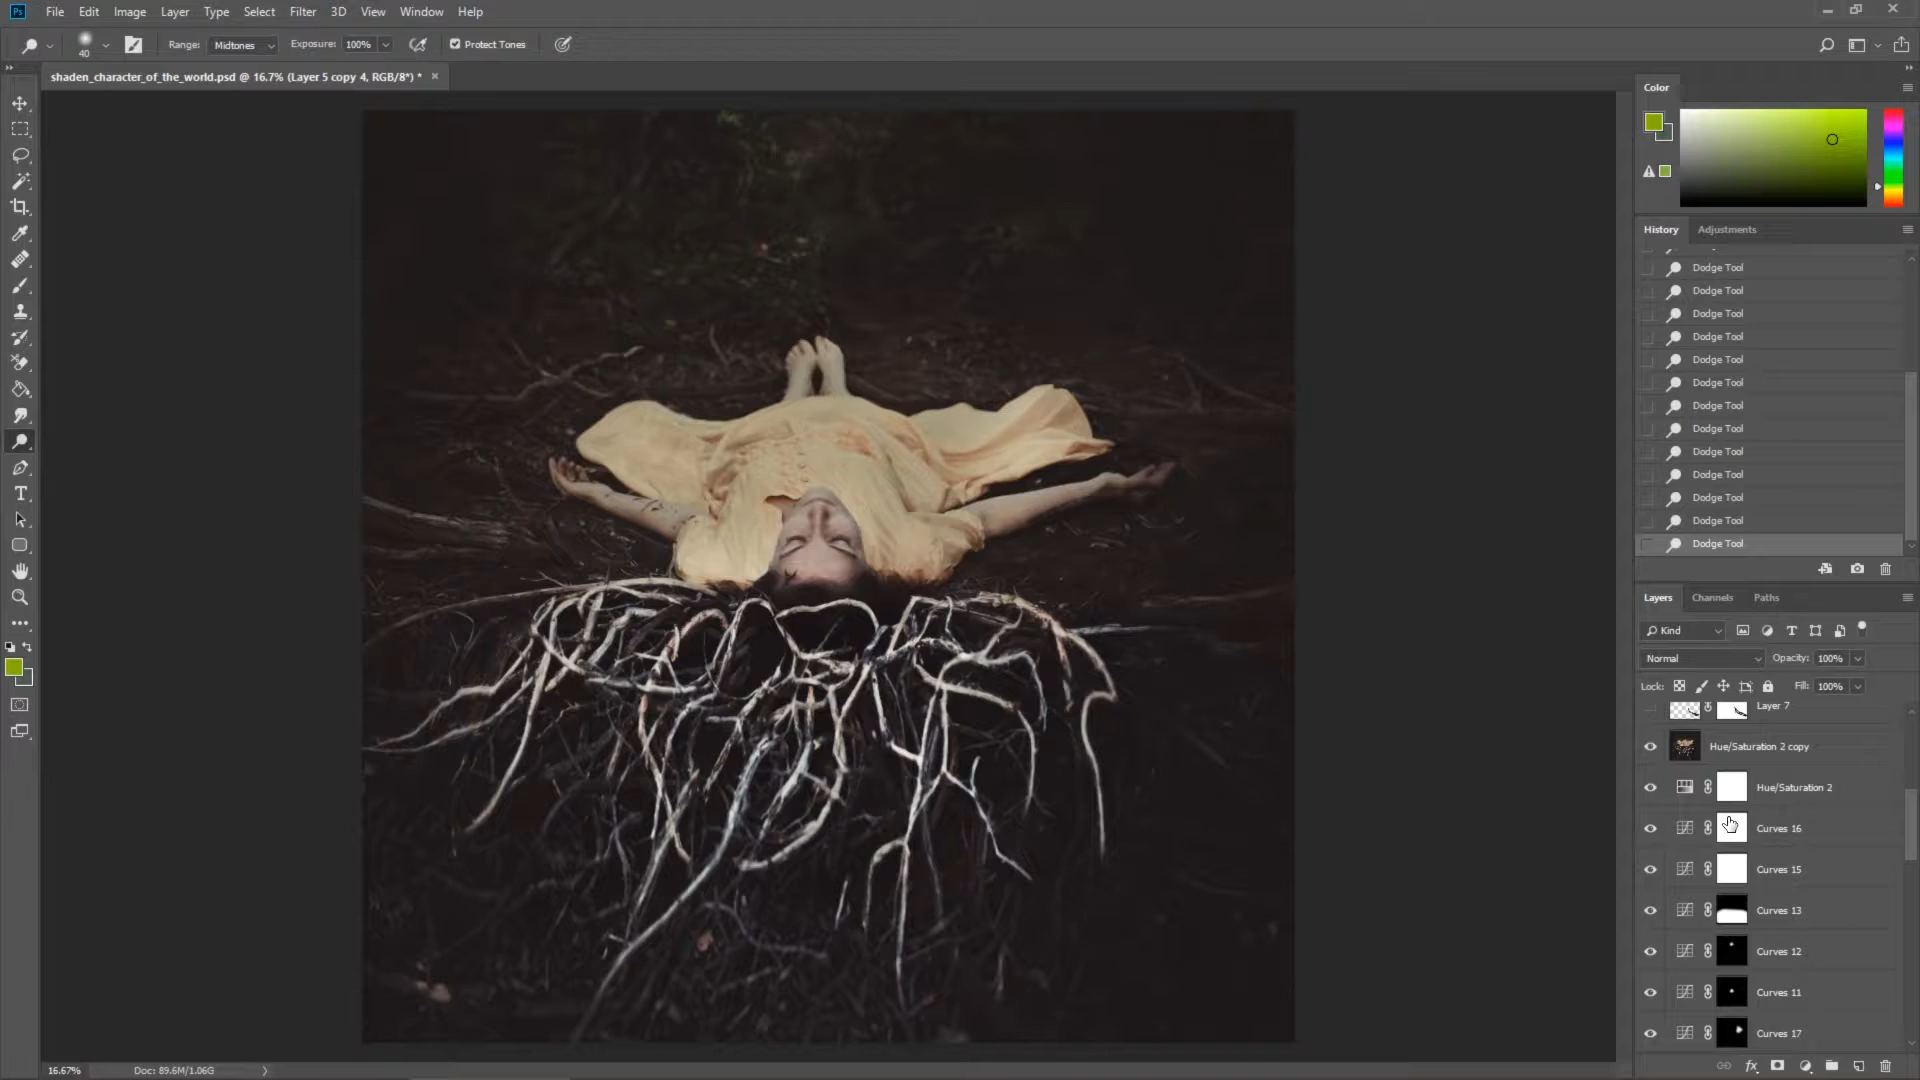 Ps File Edit Image Layer Type Select Filter 3D View Window Help
40 Range: Midtones Exposure: 100% Protect Tones
shaden_character_of_the_world.psd @ 16.7% (Layer 5 copy 4, RGB/8*) * ×
Color
History Adjustments
Dodge Tool
Dodge Tool
Dodge Tool
Dodge Tool
Dodge Tool
Dodge Tool
Dodge Tool
Dodge Tool
Dodge Tool
Dodge Tool
Dodge Tool
Dodge Tool
Dodge Tool
Layers Channels Paths
Kind
Normal Opacity: 100%
Lock: Fill: 100%
Layer 7
Hue/Saturation 2 copy
Hue/Saturation 2
Curves 16
Curves 15
Curves 13
Curves 12
Curves 11
Curves 17
16.67% Doc: 89.6M/1.06G